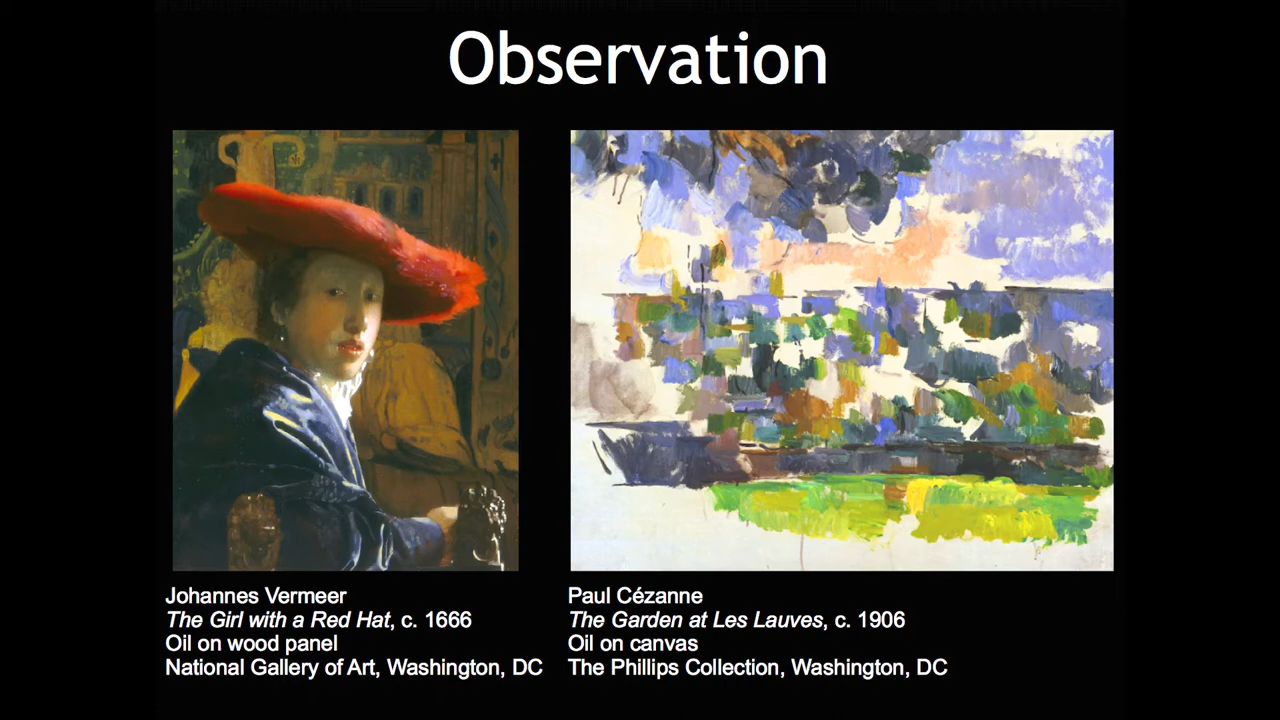 Observation
Johannes Vermeer
The Girl with a Red Hat, c. 1666
Oil on wood panel
National Gallery of Art, Washington, DC
Paul Cézanne
The Garden at Les Lauves, c. 1906
Oil on canvas
The Phillips Collection, Washington, DC